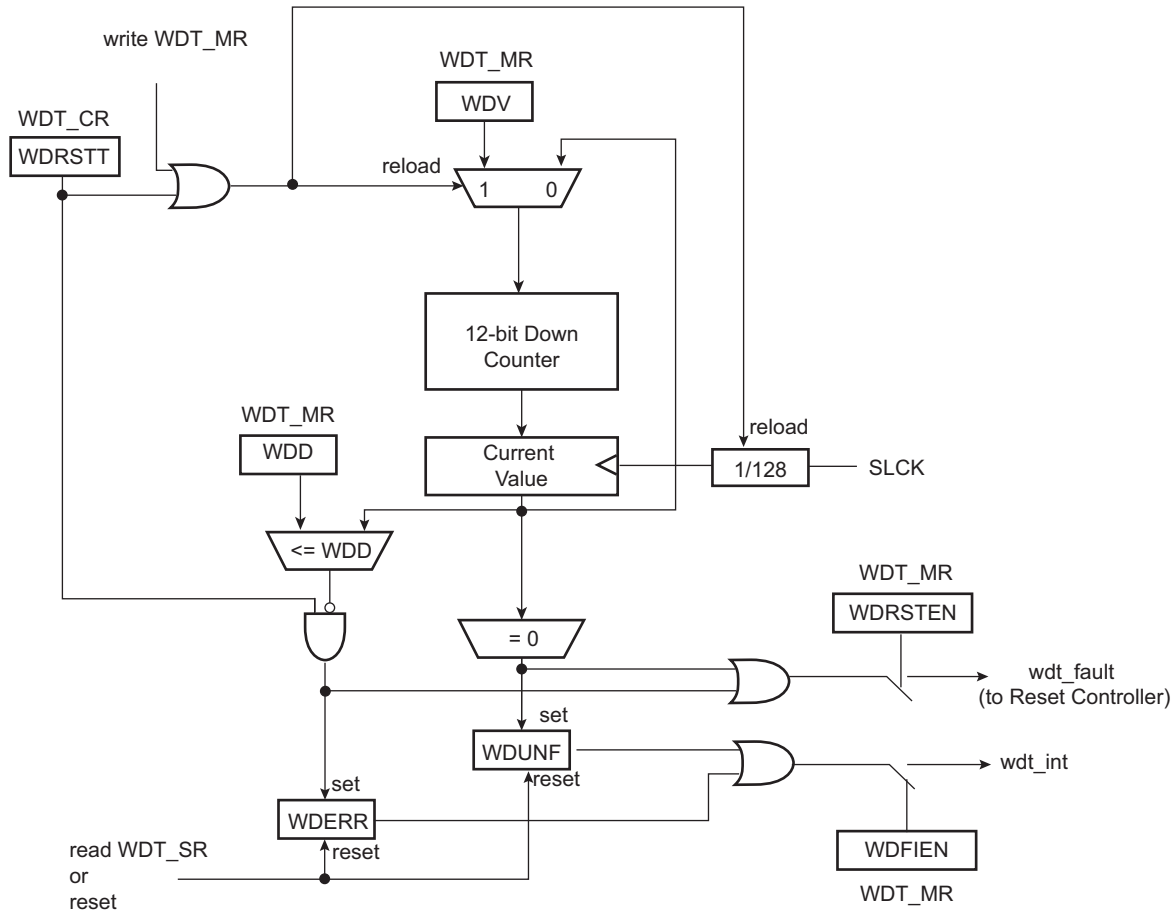 write WDT_MR
WDT_MR
WDV
WDT_CR
WDRSTT
reload
1 0
12-bit Down
Counter
WDT_MR
WDD
Current
Value
reload
1/128
SLCK
<= WDD
WDT_MR
WDRSTEN
= 0
wdt_fault
(to Reset Controller)
set
WDUNF
reset
wdt_int
set
WDERR
reset
read WDT_SR
or
reset
WDFIEN
WDT_MR